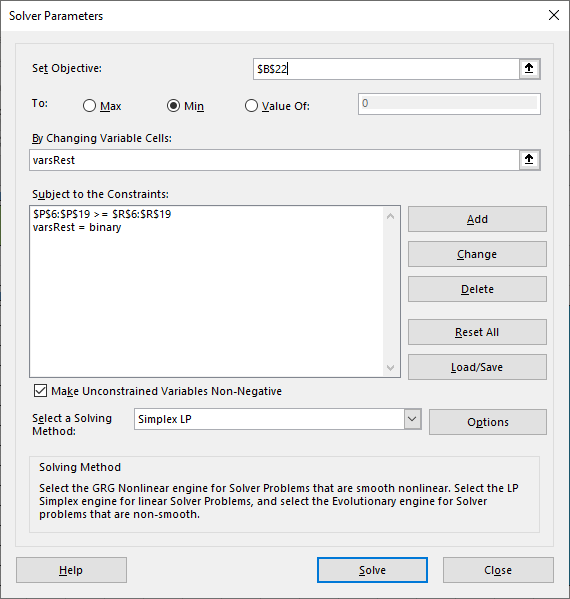 Solver Parameters
Set Objective:
$B$22
To:
Max
Min
Value Of:
0
By Changing Variable Cells:
varsRest
Subject to the Constraints:
$P$6:$P$19 >= $R$6:$R$19
varsRest = binary
Add
Change
Delete
Reset All
Load/Save
Make Unconstrained Variables Non-Negative
Select a Solving
Method:
Simplex LP
Options
Solving Method
Select the GRG Nonlinear engine for Solver Problems that are smooth nonlinear. Select the LP
Simplex engine for linear Solver Problems, and select the Evolutionary engine for Solver
problems that are non-smooth.
Help
Solve
Close